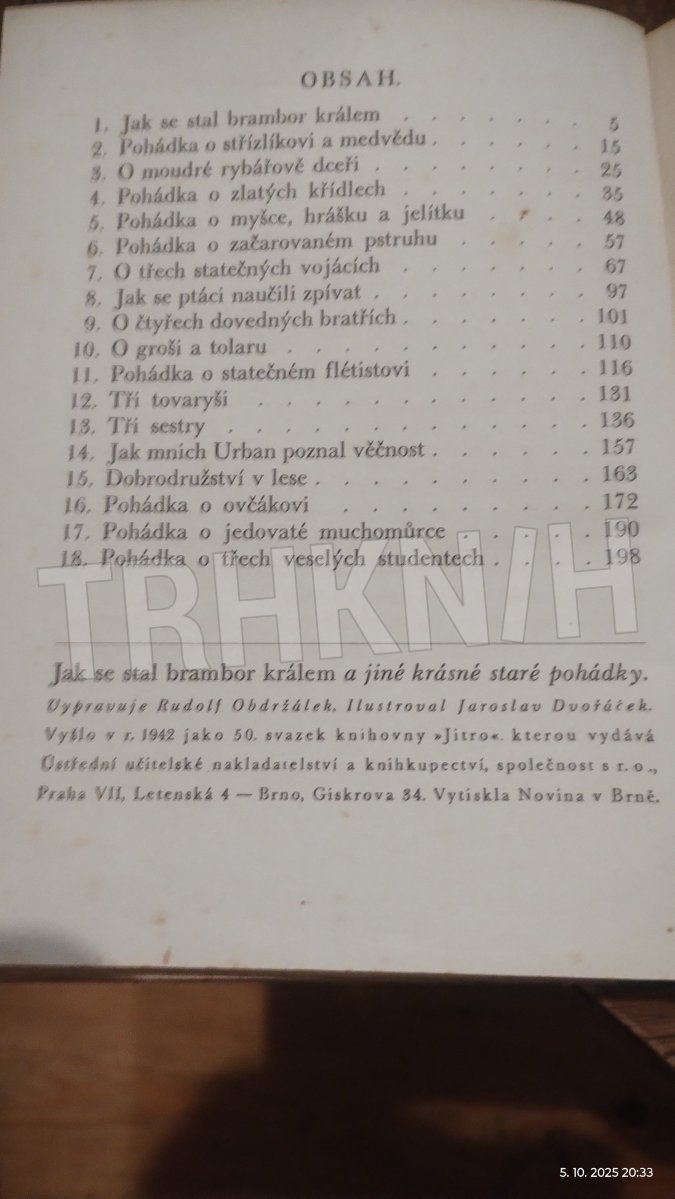 OBSAH.
1. Jak se stal brambor králem . . . . . . 5
2. Pohádka o střízlíkovi a medvědu . . . . . 15
3. O moudré rybářově dceři . . . . . . . 25
4. Pohádka o zlatých křídlech . . . . . . 35
5. Pohádka o myšce, hrášku a jelítku . . . . 48
6. Pohádka o začarovaném pstruhu . . . . . 57
7. O třech statečných vojácích . . . . . . 67
8. Jak se ptáci naučili zpívat . . . . . . . 97
9. O čtyřech dovedných bratřích . . . . . . 101
10. O groši a tolaru . . . . . . . . . . 110
11. Pohádka o statečném flétistovi . . . . . 116
12. Tři tovaryši . . . . . . . . . . . 131
13. Tři sestry . . . . . . . . . . . . 136
14. Jak mnich Urban poznal věčnost . . . . . 157
15. Dobrodružství v lese . . . . . . . . . 163
16. Pohádka o ovčákovi . . . . . . . . 172
17. Pohádka o jedovaté muchomůrce . . . . 190
18. Pohádka o třech veselých studentech . . . . 198
TRHKNIH
Jak se stal brambor králem a jiné krásné staré pohádky.
Vypravuje Rudolf Obdržálek. Ilustroval Jaroslav Dvořáček.
Vyšlo v r. 1942 jako 50. svazek knihovny »Jitro«. kterou vydává
Ústřední učitelské nakladatelství a knihkupectví, společnost s r. o.,
Praha VII, Letenská 4 — Brno, Giskrova 34. Vytiskla Novina v Brně.
5. 10. 2025 20:33